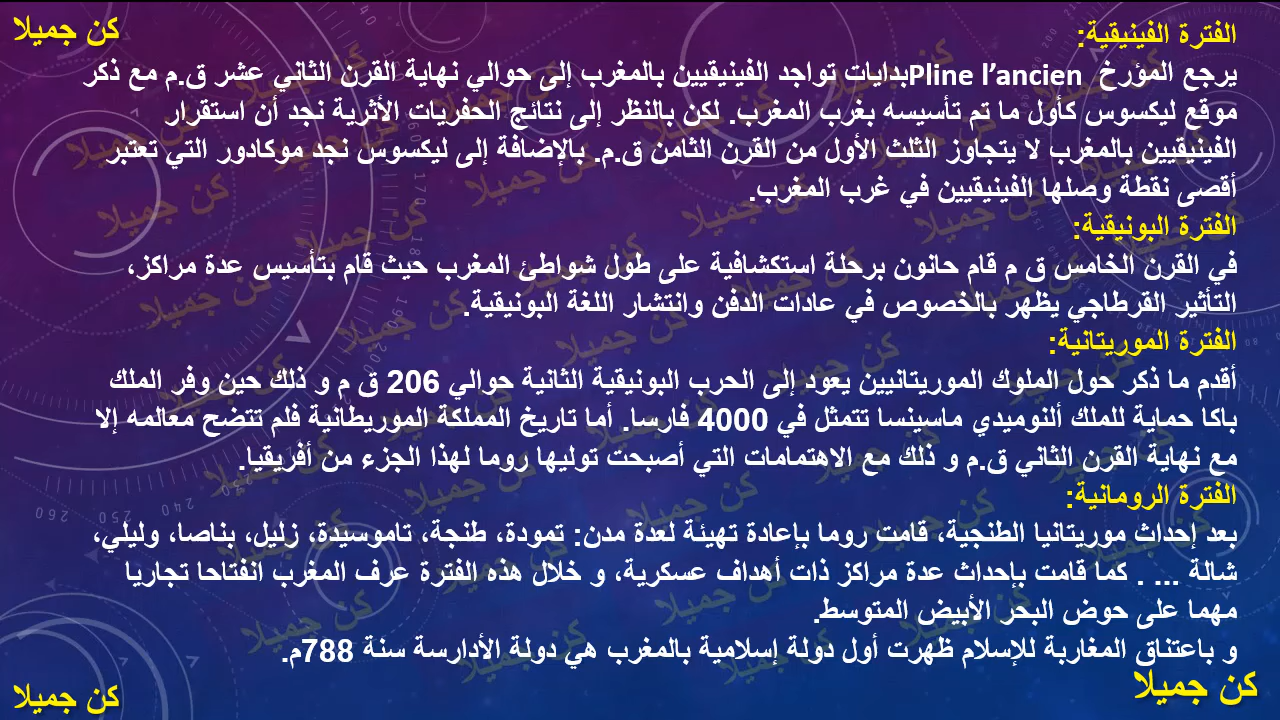 كن جميلا
الفترة الفينيقية:
يرجع المؤرخ Pline l’ancien بدايات تواجد الفينيقيين بالمغرب إلى حوالي نهاية القرن الثاني عشر ق.م مع ذكر
موقع ليكسوس كأول ما تم تأسيسه بغرب المغرب. لكن بالنظر إلى نتائج الحفريات الأثرية نجد أن استقرار
الفينيقيين بالمغرب لا يتجاوز الثلث الأول من القرن الثامن ق.م. بالإضافة إلى ليكسوس نجد موكادور التي تعتبر
أقصى نقطة وصلها الفينيقيين في غرب المغرب.
الفترة البونيقية:
في القرن الخامس ق م قام حانون برحلة استكشافية على طول شواطئ المغرب حيث قام بتأسيس عدة مراكز،
التأثير القرطاجي يظهر بالخصوص في عادات الدفن وانتشار اللغة البونيقية.
الفترة الموريتانية:
أقدم ما ذكر حول الملوك الموريتانيين يعود إلى الحرب البونيقية الثانية حوالي 206 ق م و ذلك حين وفر الملك
باكا حماية للملك ألنوميدي ماسينسا تتمثل في 4000 فارسا. أما تاريخ المملكة الموريطانية فلم تتضح معالمه إلا
مع نهاية القرن الثاني ق.م و ذلك مع الاهتمامات التي أصبحت توليها روما لهذا الجزء من أفريقيا.
الفترة الرومانية:
بعد إحداث موريتانيا الطنجية، قامت روما بإعادة تهيئة لعدة مدن: تمودة، طنجة، تاموسيدة، زليل، بناصا، وليلي،
شالة ... . كما قامت بإحداث عدة مراكز ذات أهداف عسكرية، و خلال هذه الفترة عرف المغرب انفتاحا تجاريا
مهما على حوض البحر الأبيض المتوسط.
و باعتناق المغاربة للإسلام ظهرت أول دولة إسلامية بالمغرب هي دولة الأدارسة سنة 788م.
كن جميلا
كن جميلا